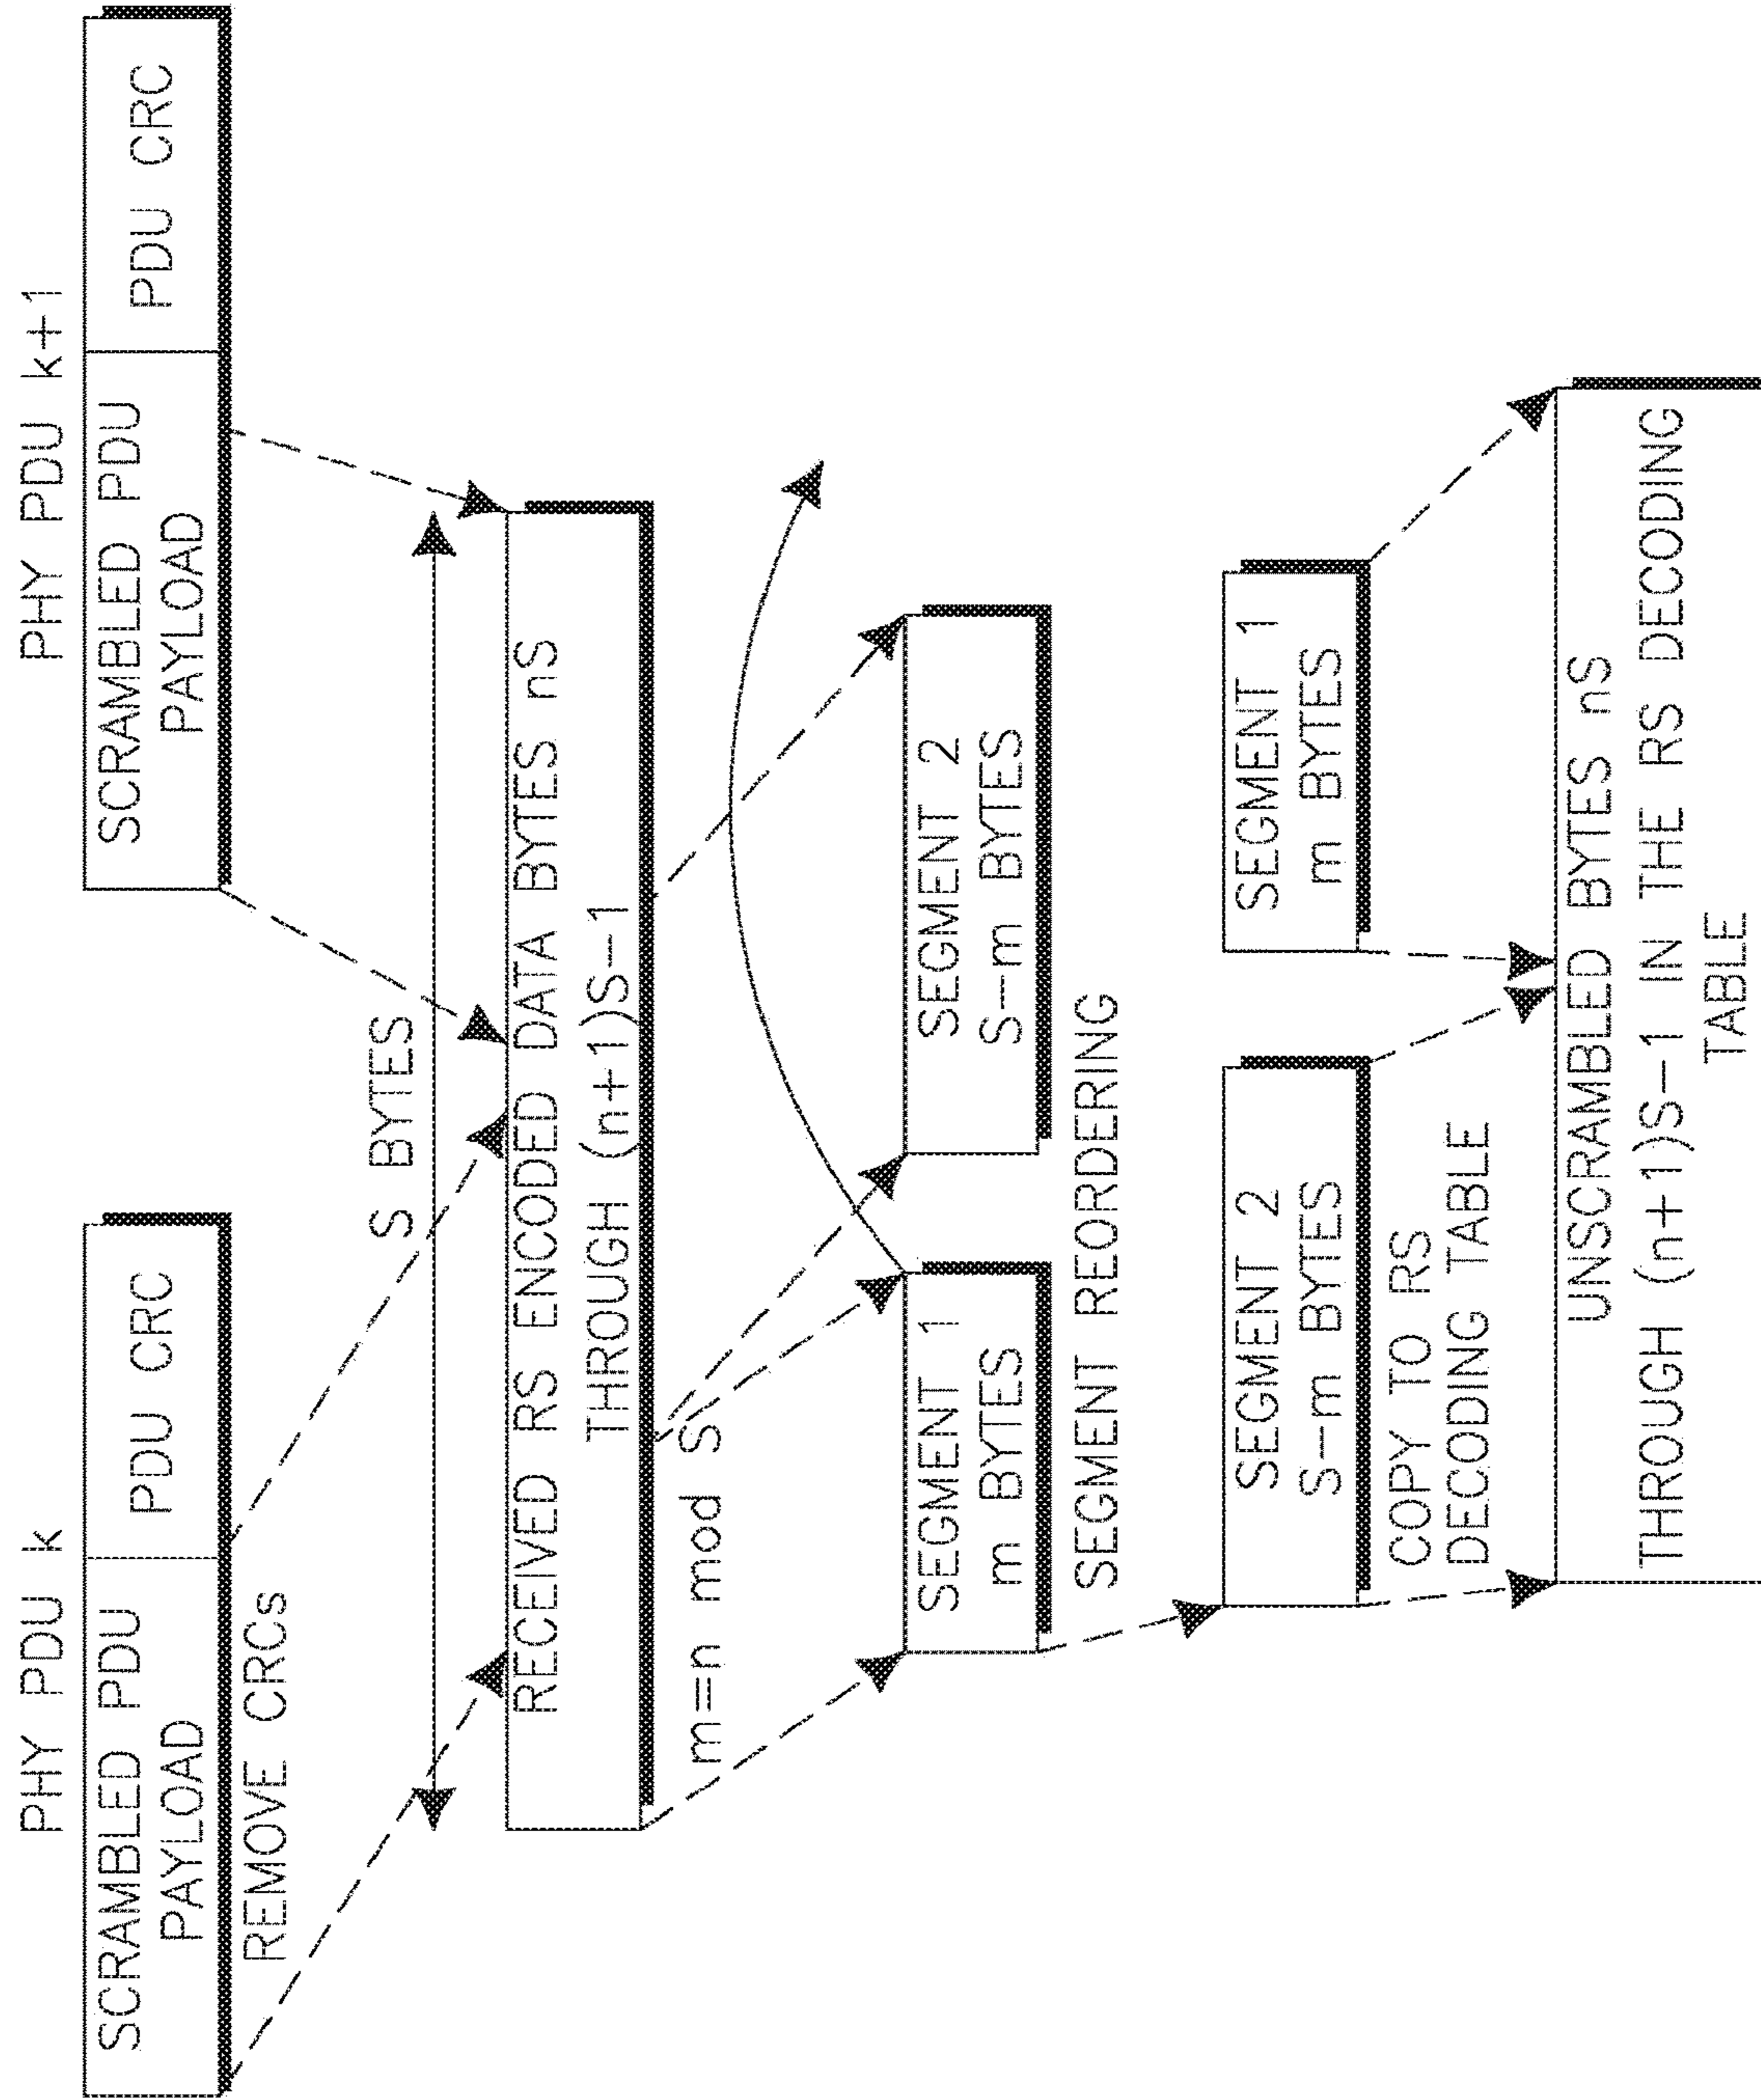 PHY PDU k
PHY PDU k+1
SCRAMBLED PDU
PAYLOAD
PDU CRC
SCRAMBLED PDU
PAYLOAD
PDU CRC
REMOVE CRCs
S BYTES
RECEIVED RS ENCODED DATA BYTES nS
THROUGH (n+1)S-1
m=n mod S
SEGMENT 1
m BYTES
SEGMENT 2
S-m BYTES
SEGMENT REORDERING
SEGMENT 2
S-m BYTES
SEGMENT 1
m BYTES
COPY TO RS
DECODING TABLE
UNSCRAMBLED BYTES nS
THROUGH (n+1)S-1 IN THE RS DECODING
TABLE